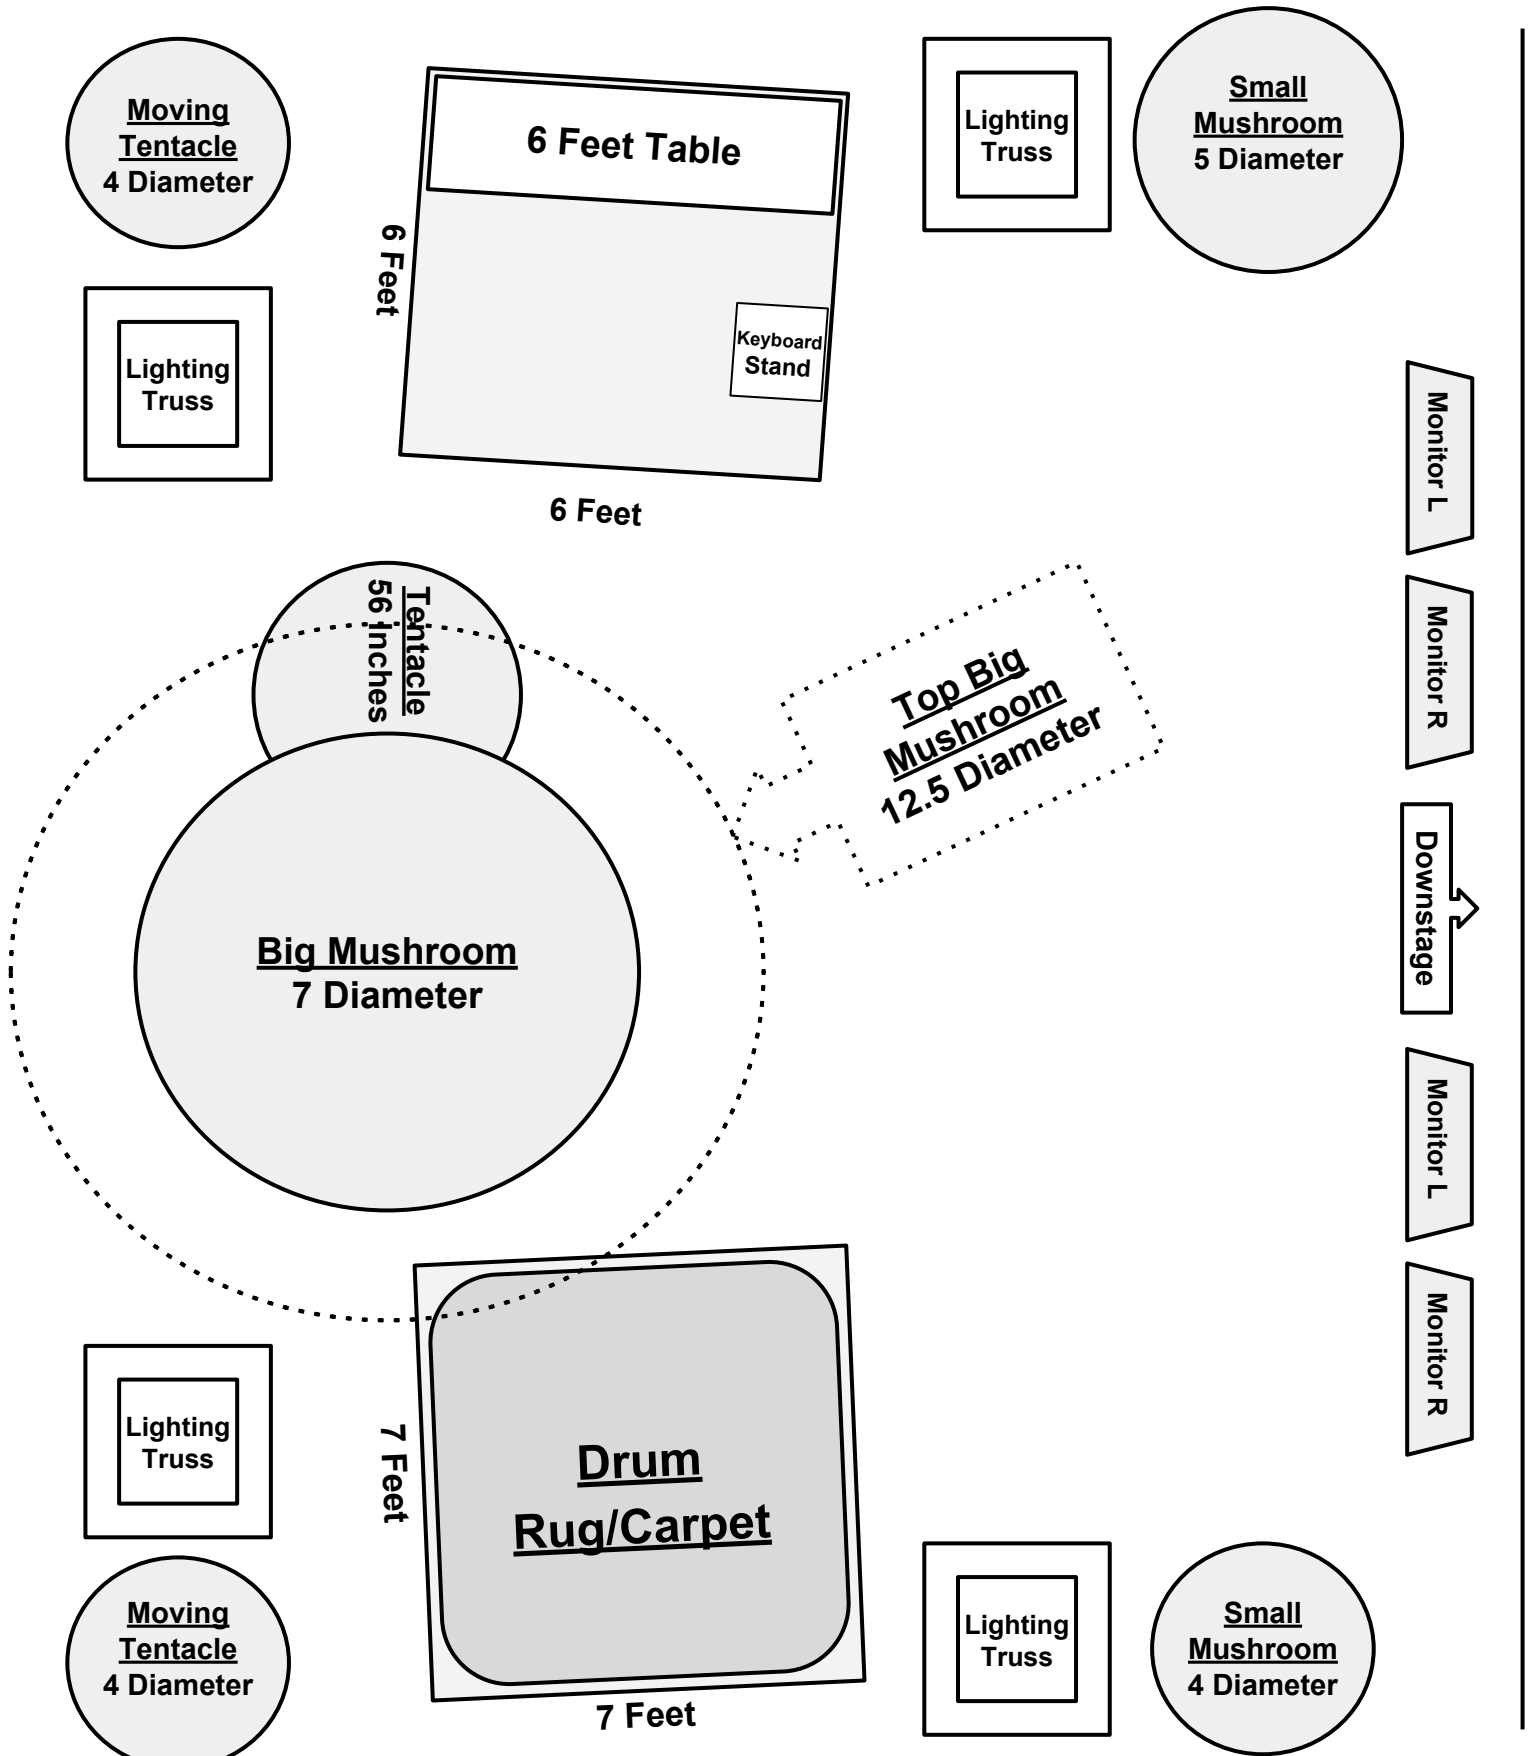 Moving
Tentacle
4 Diameter
6 Feet Table
Lighting
Truss
Small
Mushroom
5 Diameter
6 Feet
Keyboard
Stand
Lighting
Truss
6 Feet
Monitor L
Tentacle
56 Inches
Monitor R
Top Big
Mushroom
12.5 Diameter
Downstage
Big Mushroom
7 Diameter
Monitor L
Monitor R
Lighting
Truss
7 Feet
Drum
Rug/Carpet
Moving
Tentacle
4 Diameter
7 Feet
Lighting
Truss
Small
Mushroom
4 Diameter